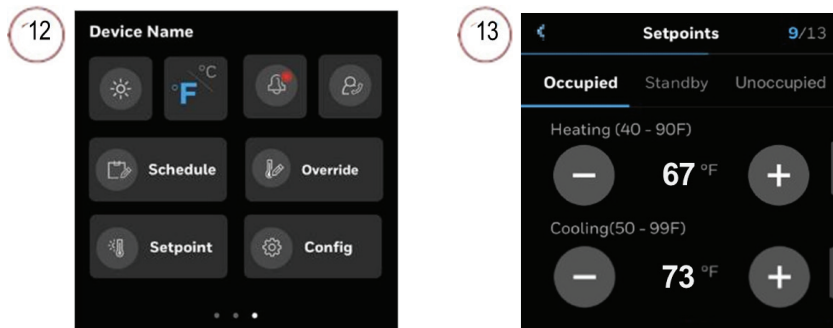 12
Device Name
°F °C
Schedule Override
Setpoint Config
13
Setpoints 9/13
Occupied Standby Unoccupied
Heating (40 - 90F)
67 °F
Cooling(50 - 99F)
73 °F